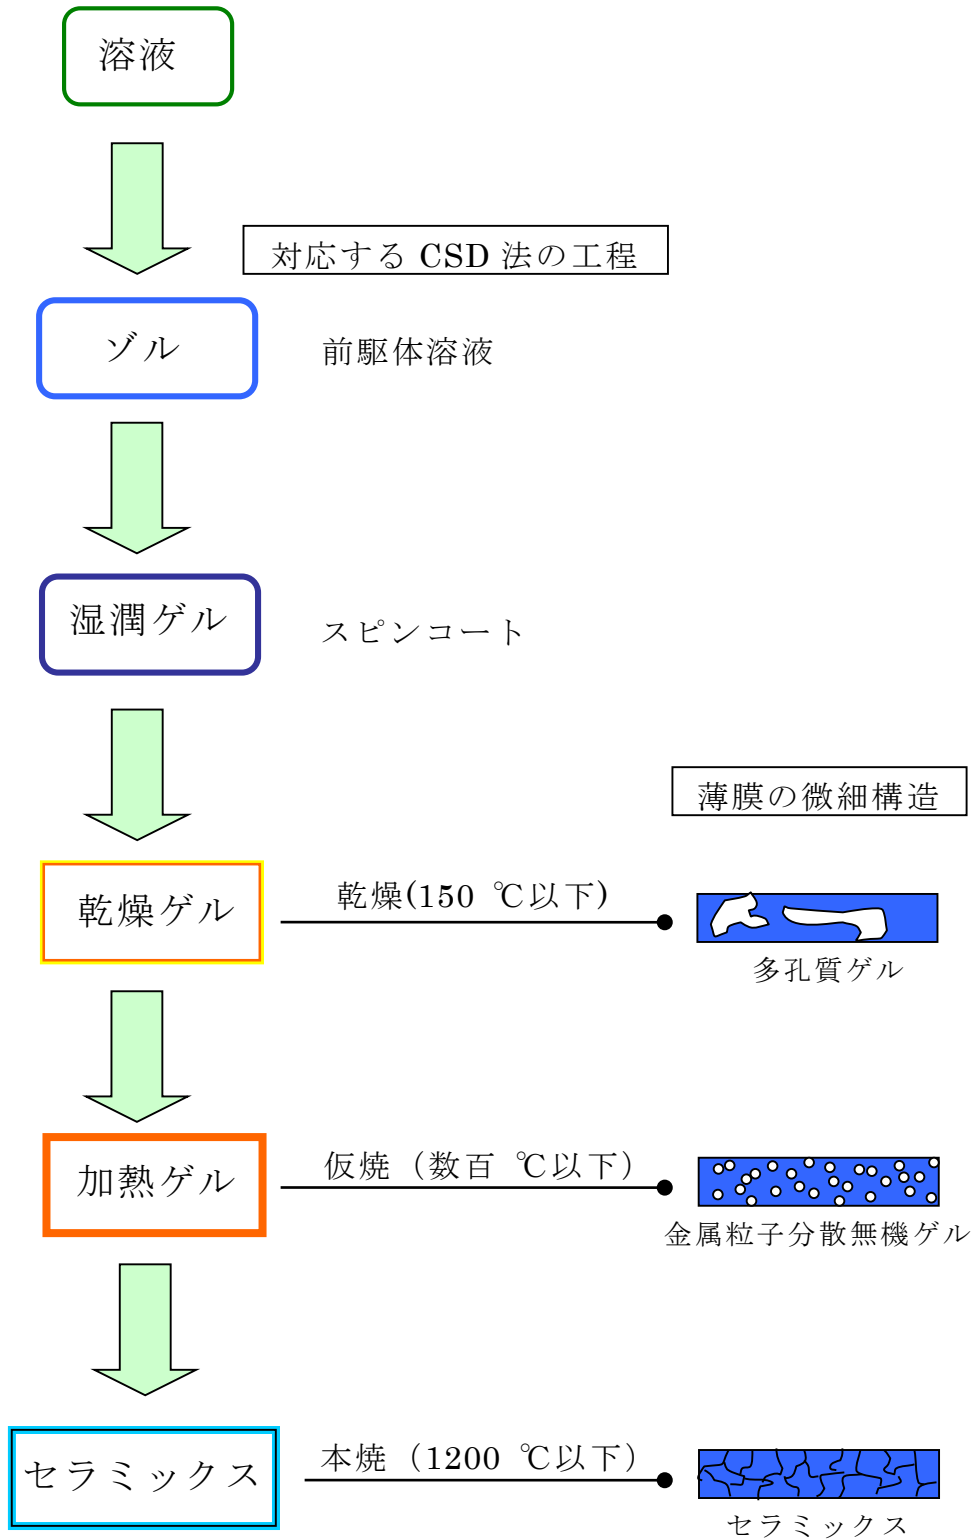 溶液
対応する CSD 法の工程
ゾル
前駆体溶液
湿潤ゲル
スピンコート
薄膜の微細構造
乾燥ゲル
乾燥(150 ℃以下)
多孔質ゲル
加熱ゲル
仮焼（数百 ℃以下）
金属粒子分散無機ゲル
セラミックス
本焼（1200 ℃以下）
セラミックス